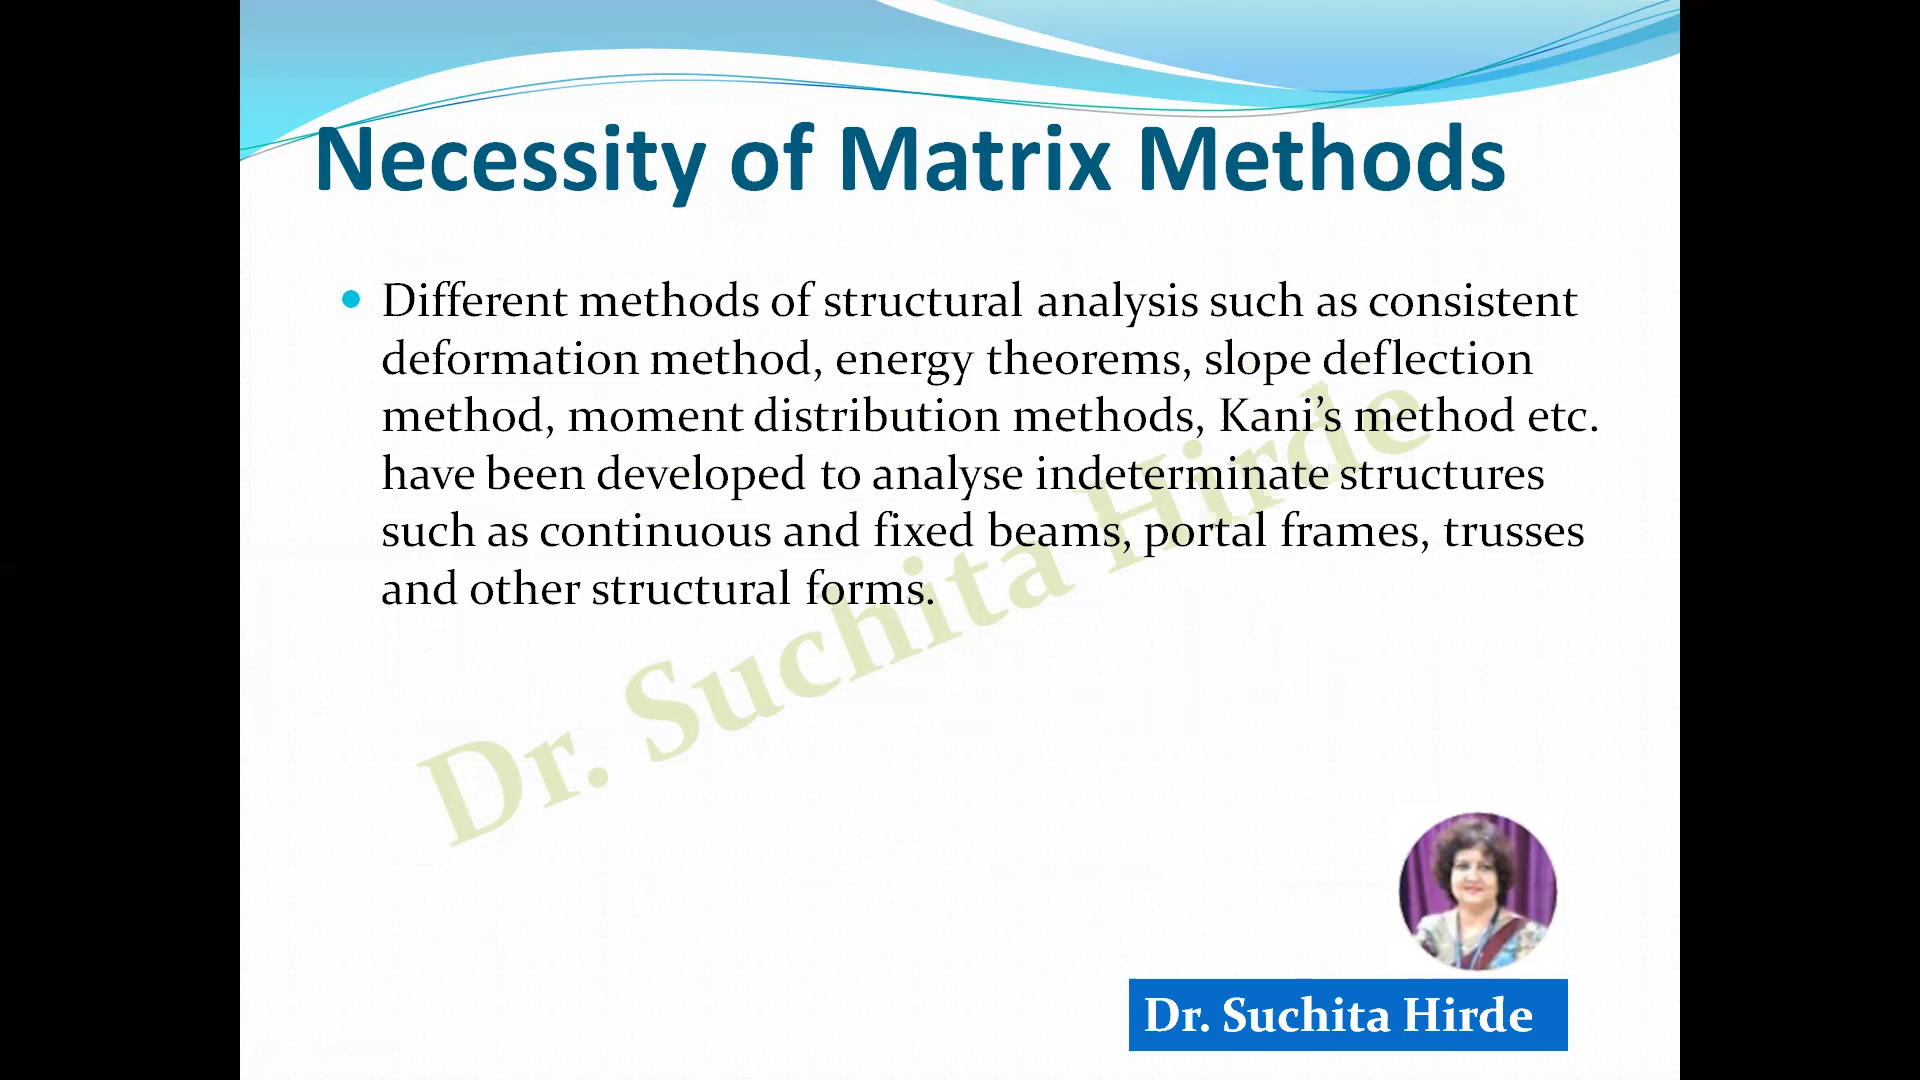 Necessity of Matrix Methods
Different methods of structural analysis such as consistent
deformation method, energy theorems, slope deflection
method, moment distribution methods, Kani’s method etc.
have been developed to analyse indeterminate structures
such as continuous and fixed beams, portal frames, trusses
and other structural forms.
Dr. Suchita Hirde
Dr. Suchita Hirde